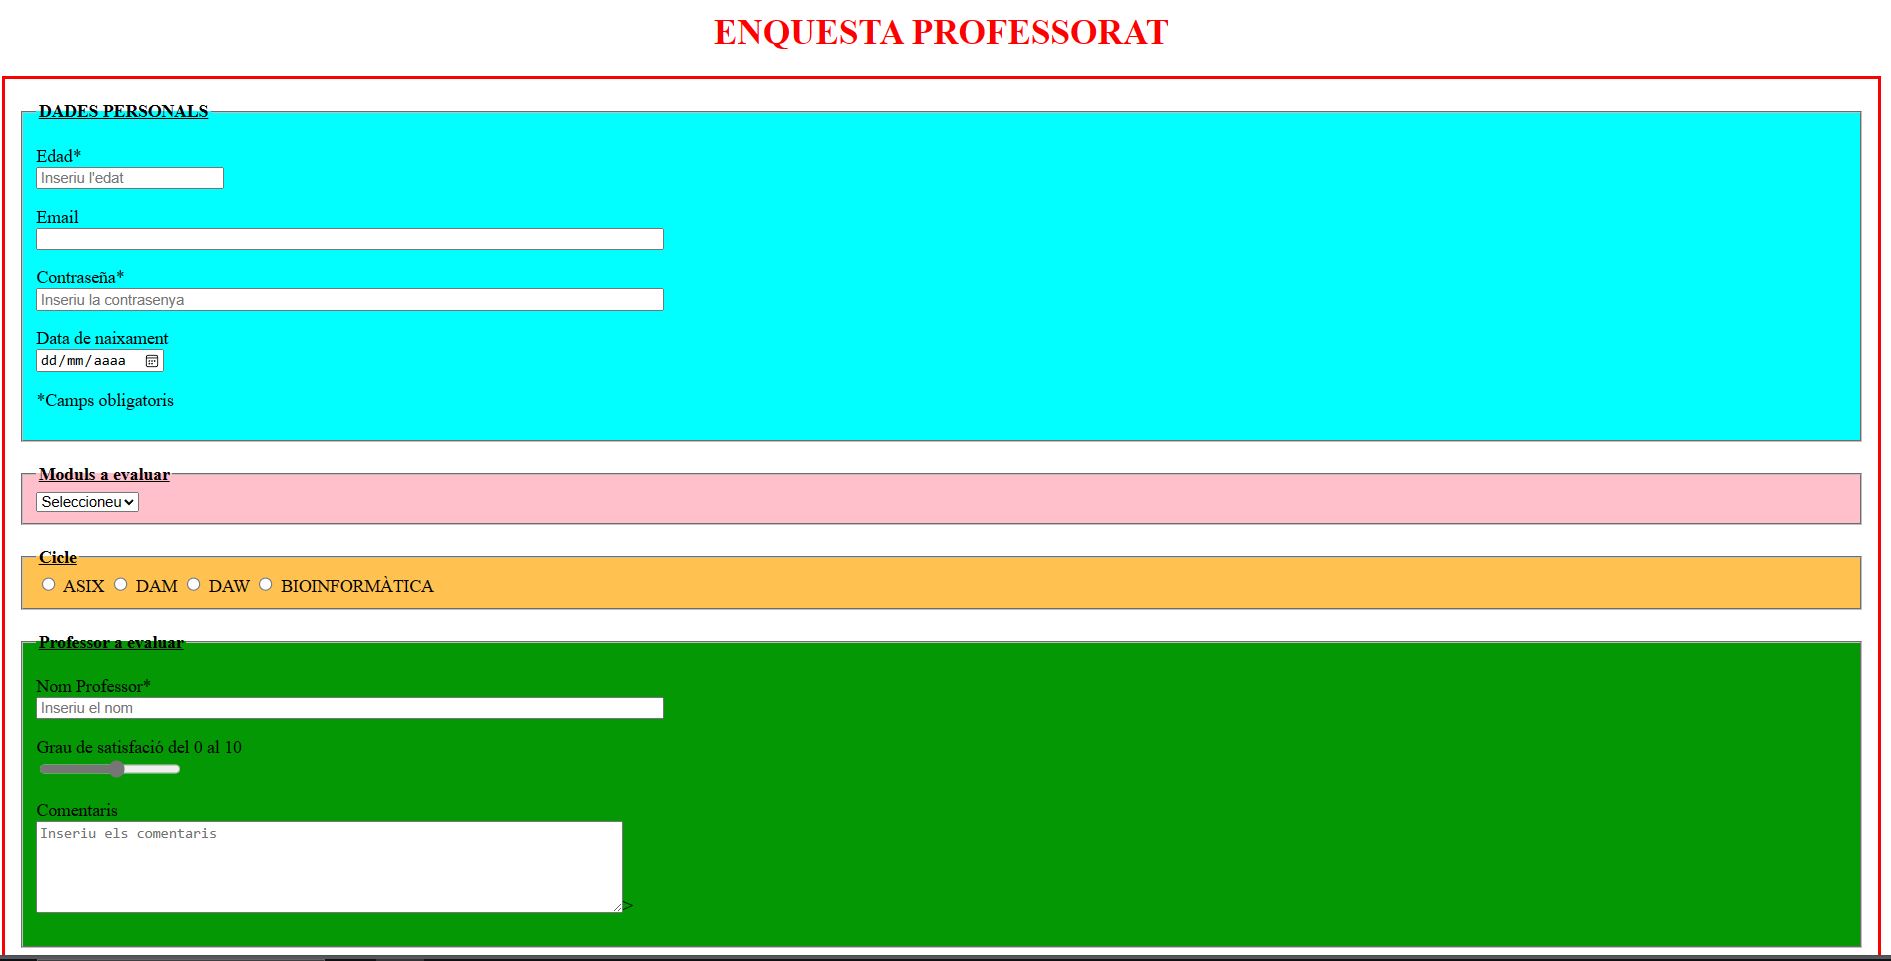 ENQUESTA PROFESSORAT
DADES PERSONALS
Edad*
Inseriu l'edat
Email
Contraseña*
Inseriu la contrasenya
Data de naixament
dd/mm/aaaa
*Camps obligatoris
Moduls a evaluar
Seleccioneu
Cicle
ASIX DAM DAW BIOINFORMÀTICA
Professor a evaluar
Nom Professor*
Inseriu el nom
Grau de satisfació del 0 al 10
Comentaris
Inseriu els comentaris
>